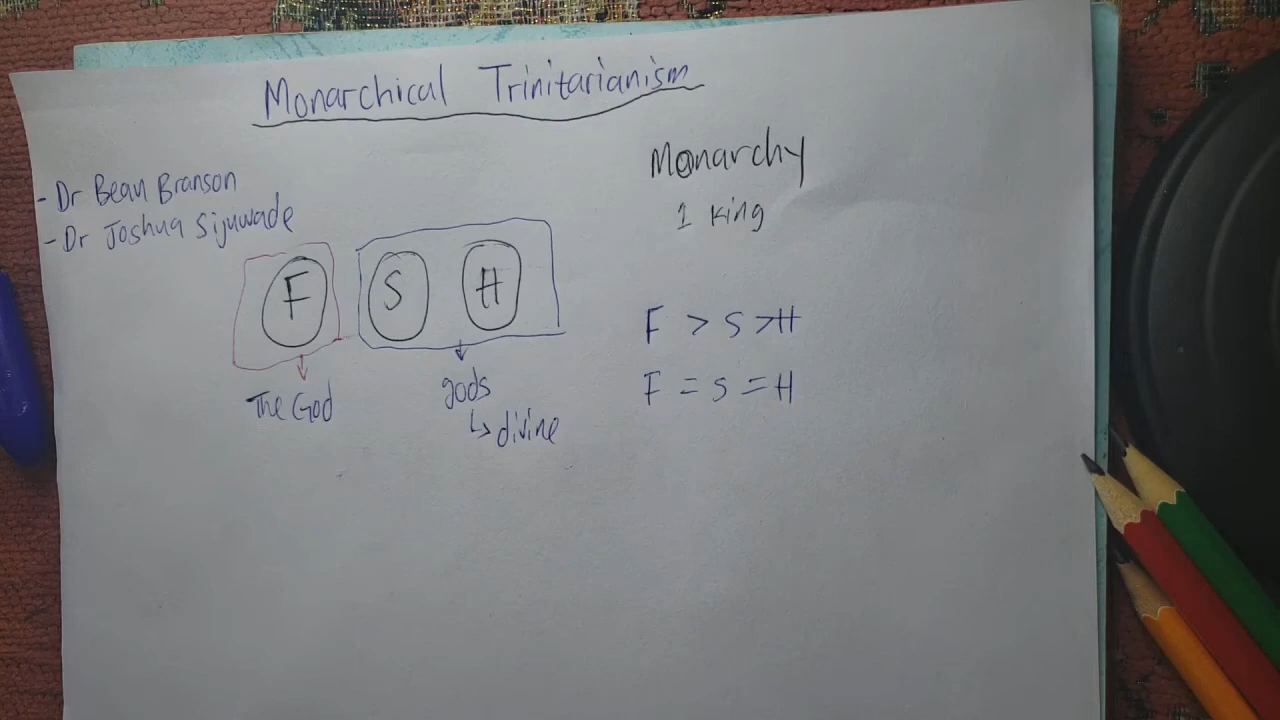 Monarchical Trinitarianism
- Dr Beau Branson
- Dr Joshua Sijuwade
Monarchy
1 king
F S H
The God
gods
↳ divine
F > S > H
F = S = H